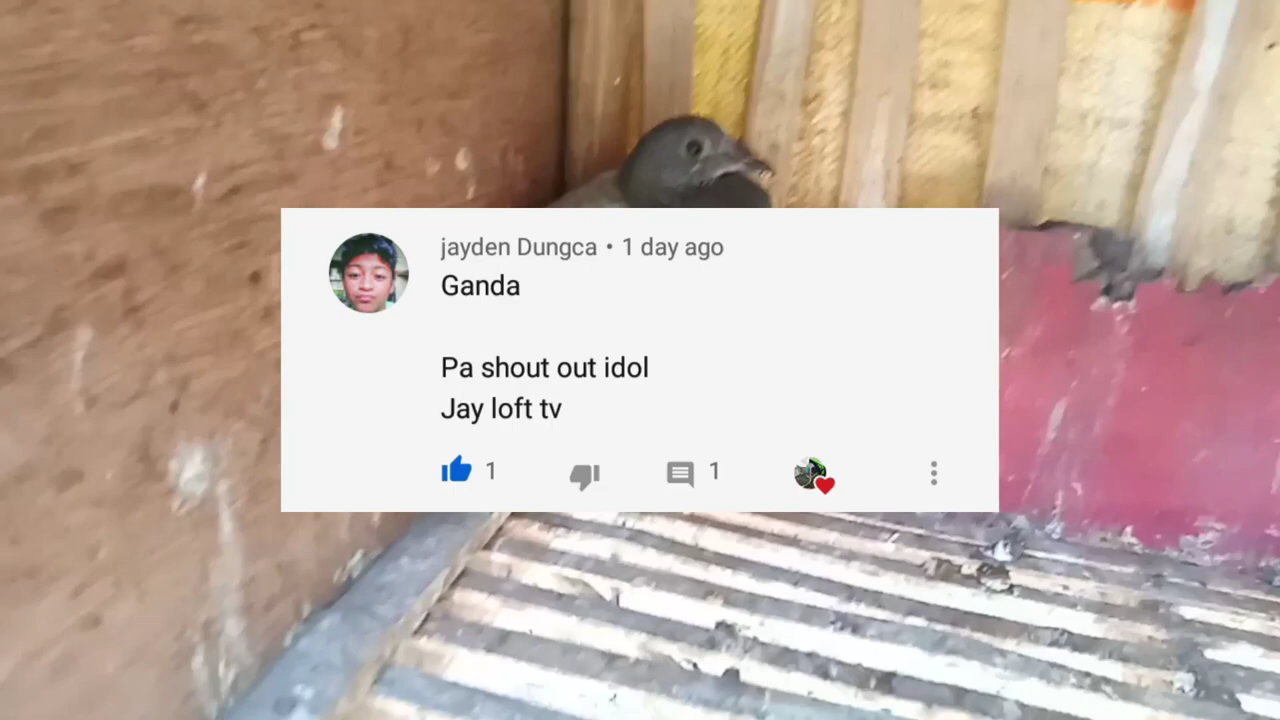 jayden Dungca • 1 day ago
Ganda
Pa shout out idol
Jay loft tv
1
1